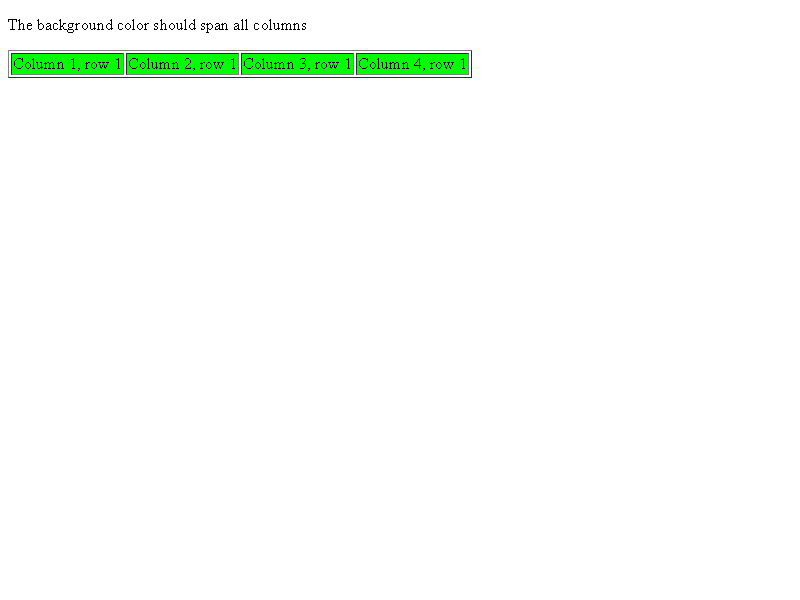 The background color should span all columns
Column 1, row 1 Column 2, row 1 Column 3, row 1 Column 4, row 1